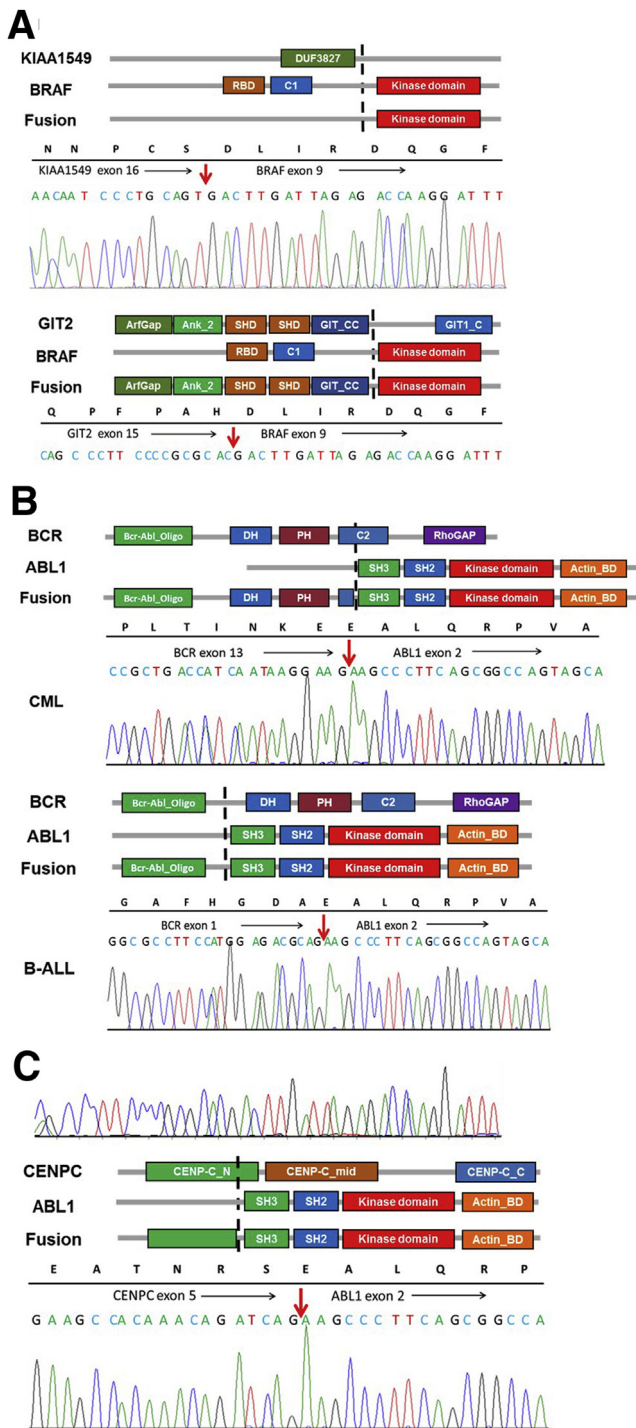 A
KIAA1549 DUF3827
BRAF RBD C1 Kinase domain
Fusion Kinase domain
N N P C S D L I R D Q G F
KIAA1549 exon 16 BRAF exon 9
AACAAT CCCTGCAGTGACTTGATTAGAGACCAAGGATTT
GIT2 ArfGap Ank_2 SHD SHD GIT_CC GIT1_C
BRAF RBD C1 Kinase domain
Fusion ArfGap Ank_2 SHD SHD GIT_CC Kinase domain
Q P F P A H D L I R D Q G F
GIT2 exon 15 BRAF exon 9
CAG CCCTT CCCCGCGCACGACTTGATTAGAGACCAAGGATTT
B
BCR Bcr-Abl_Oligo DH PH C2 RhoGAP
ABL1 SH3 SH2 Kinase domain Actin_BD
Fusion Bcr-Abl_Oligo DH PH SH3 SH2 Kinase domain Actin_BD
P L T I N K E E A L Q R P V A
BCR exon 13 ABL1 exon 2
CCGCTGACCATCAATAAGGAAGAAGCCCTTCAGCGGCCAGTAGCA
CML
BCR Bcr-Abl_Oligo DH PH C2 RhoGAP
ABL1 SH3 SH2 Kinase domain Actin_BD
Fusion Bcr-Abl_Oligo SH3 SH2 Kinase domain Actin_BD
G A F H G D A E A L Q R P V A
BCR exon 1 ABL1 exon 2
GGCGCCTTCCATGGAGACGCAGAAGCCCTTCAGCGGCCAGTAGCA
B-ALL
C
CENPC CENP-C_N CENP-C_mid CENP-C_C
ABL1 SH3 SH2 Kinase domain Actin_BD
Fusion SH3 SH2 Kinase domain Actin_BD
E A T N R S E A L Q R P
CENPC exon 5 ABL1 exon 2
GAAGCCACAAACAGATCAGAAGCCCTTCAGCGGCCA